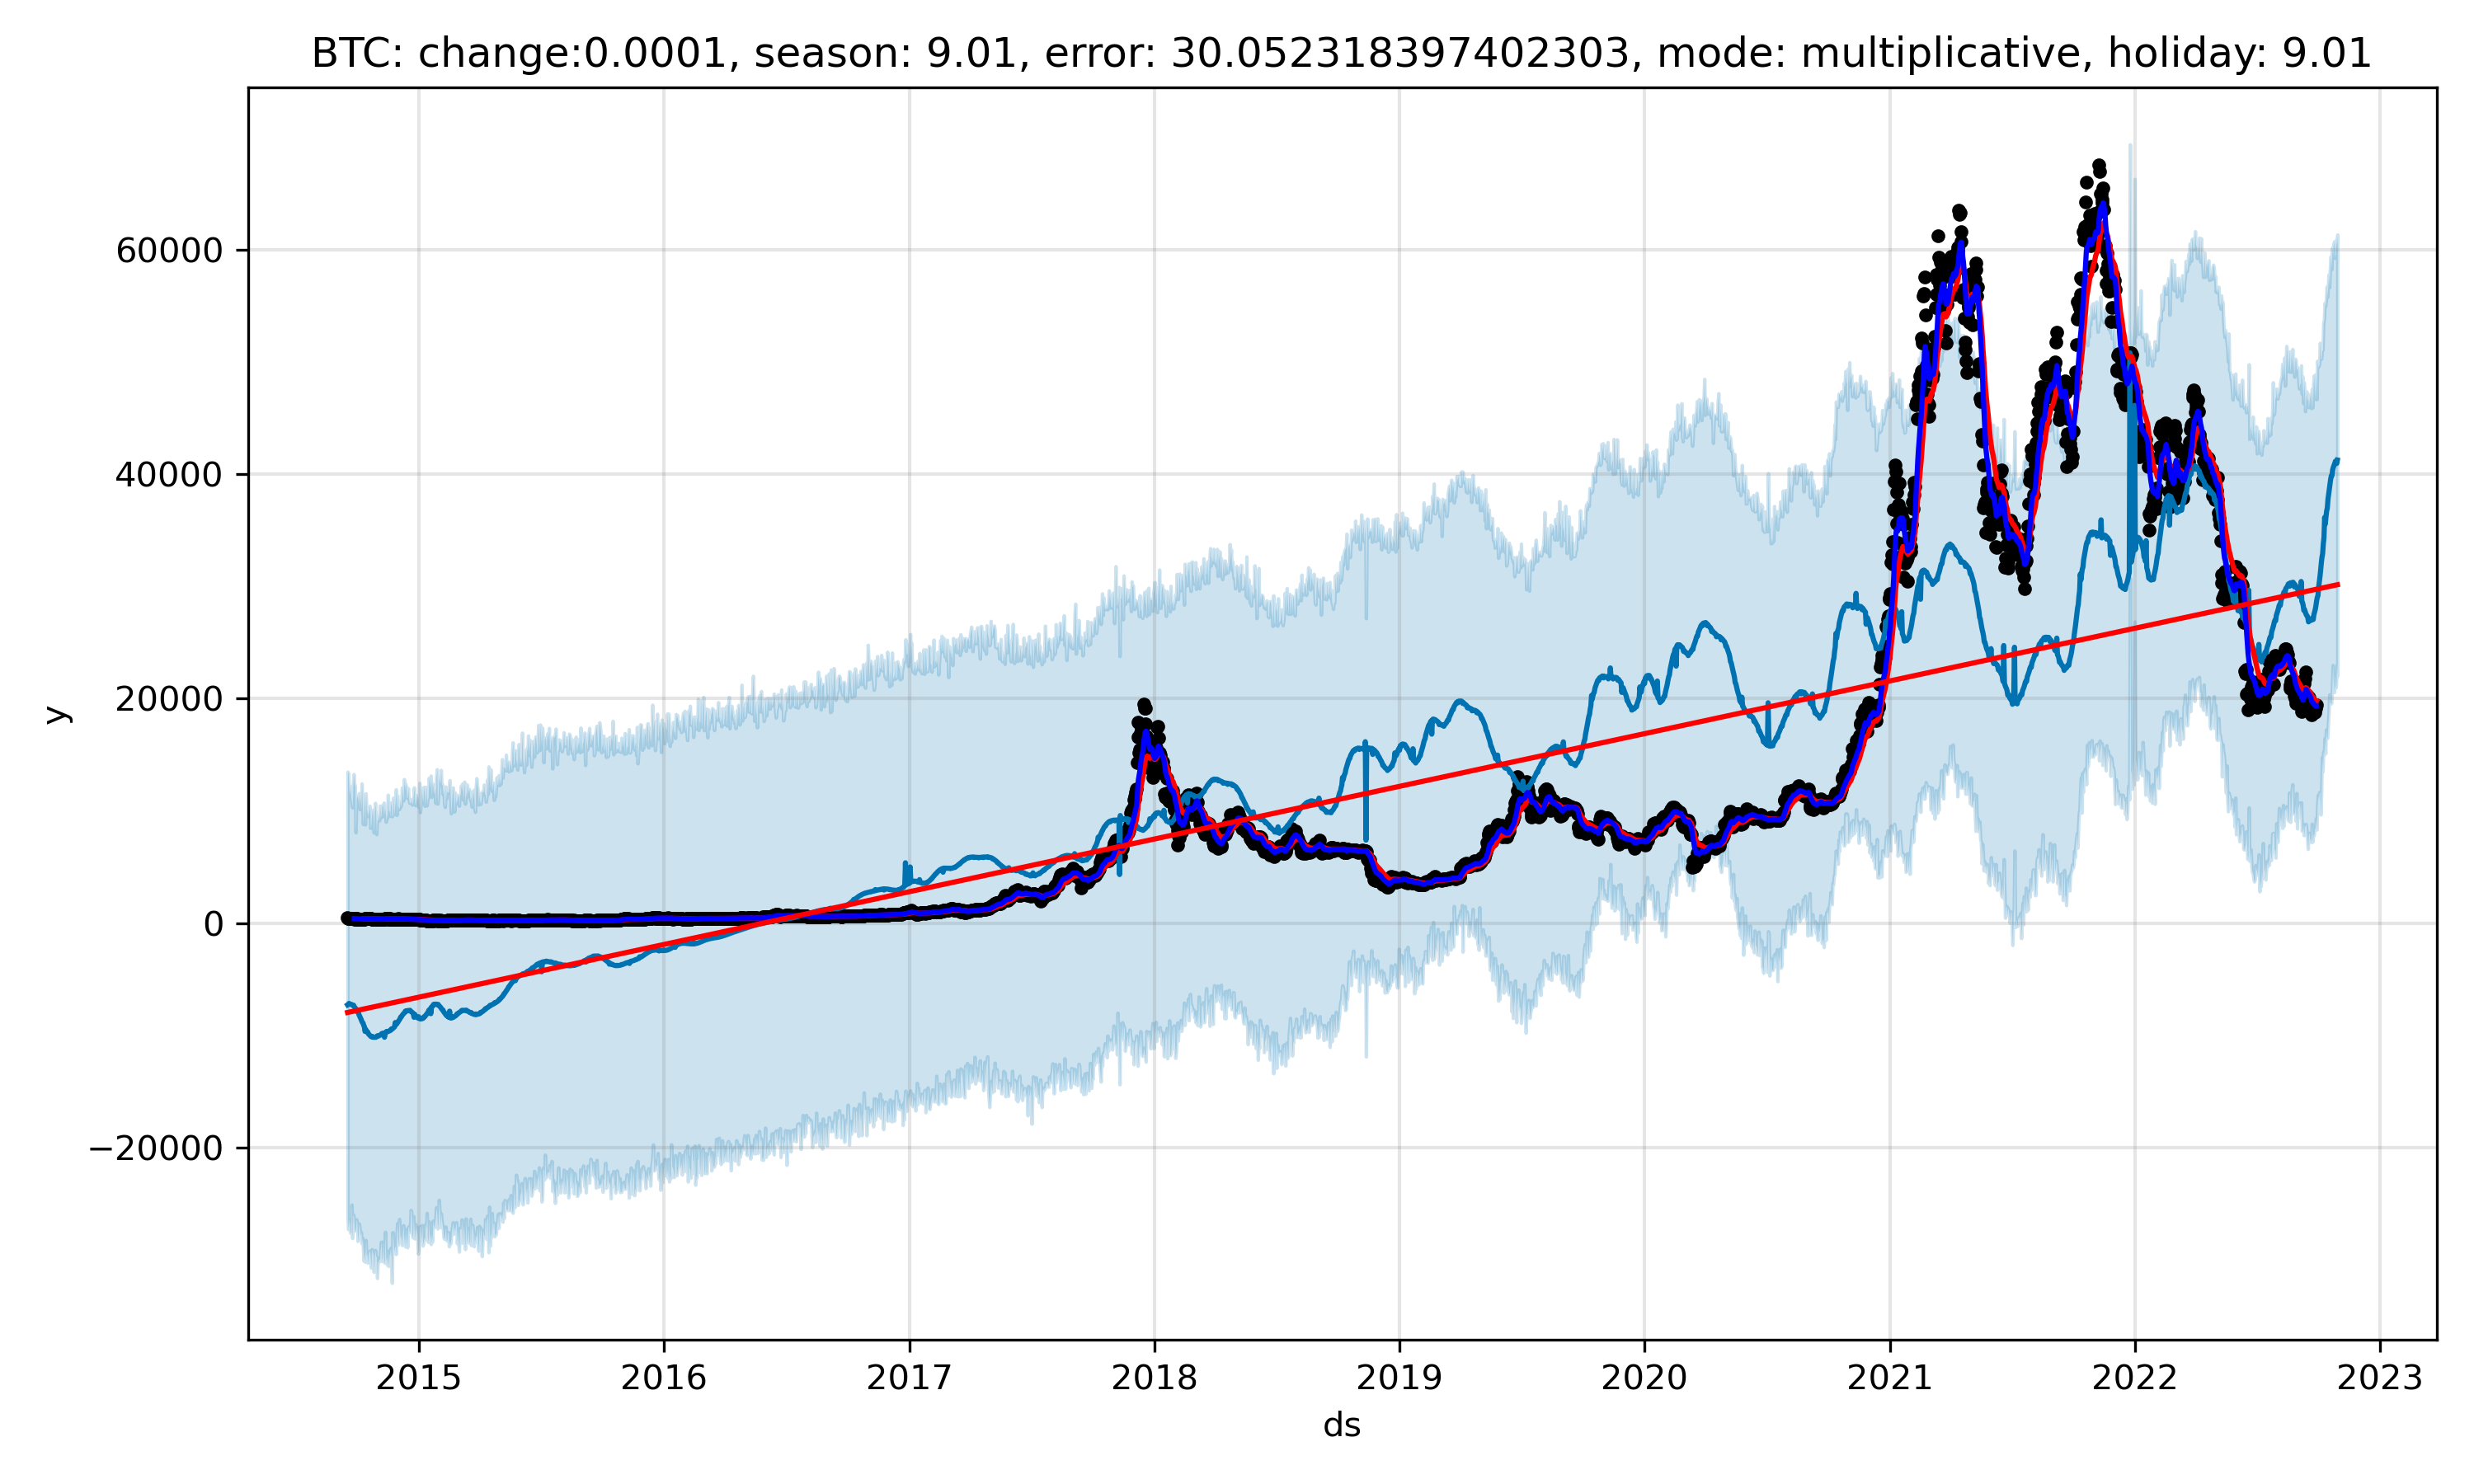 BTC: change:0.0001, season: 9.01, error: 30.052318397402303, mode: multiplicative, holiday: 9.01
60000
40000
20000
0
−20000
y
2015 2016 2017 2018 2019 2020 2021 2022 2023
ds